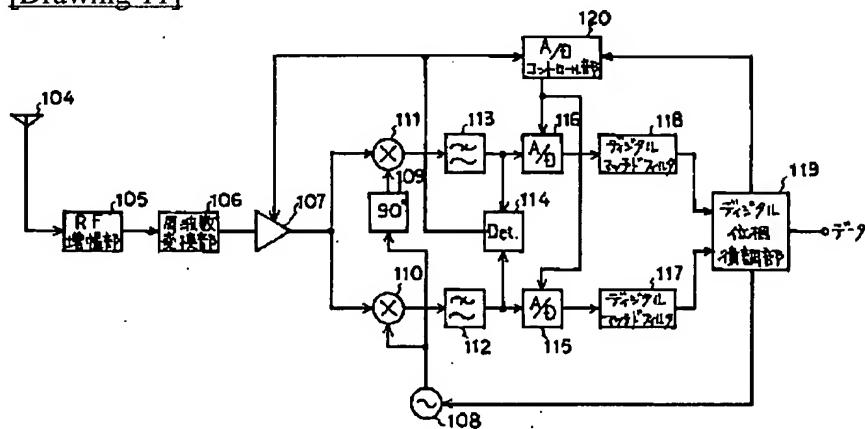 [Drawing 11]
120
A/D
コントロール部
104
111
113
116
118
A/D
ディジタル
マッチドフィルタ
119
109
105
106
107
90°
114
Det.
ディジタル
位相
復調部
データ
RF
増幅部
周波数
変換部
110
117
A/D
ディジタル
マッチドフィルタ
112
115
108